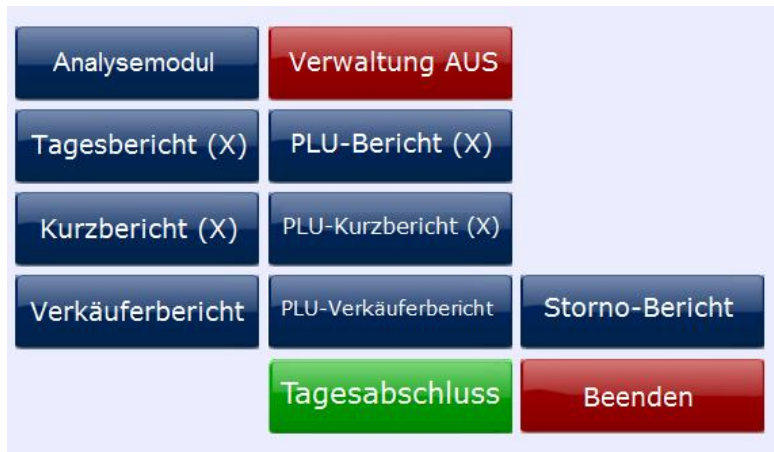 Analysemodul
Verwaltung AUS
Tagesbericht (X)
PLU-Bericht (X)
Kurzbericht (X)
PLU-Kurzbericht (X)
Verkäuferbericht
PLU-Verkäuferbericht
Storno-Bericht
Tagesabschluss
Beenden